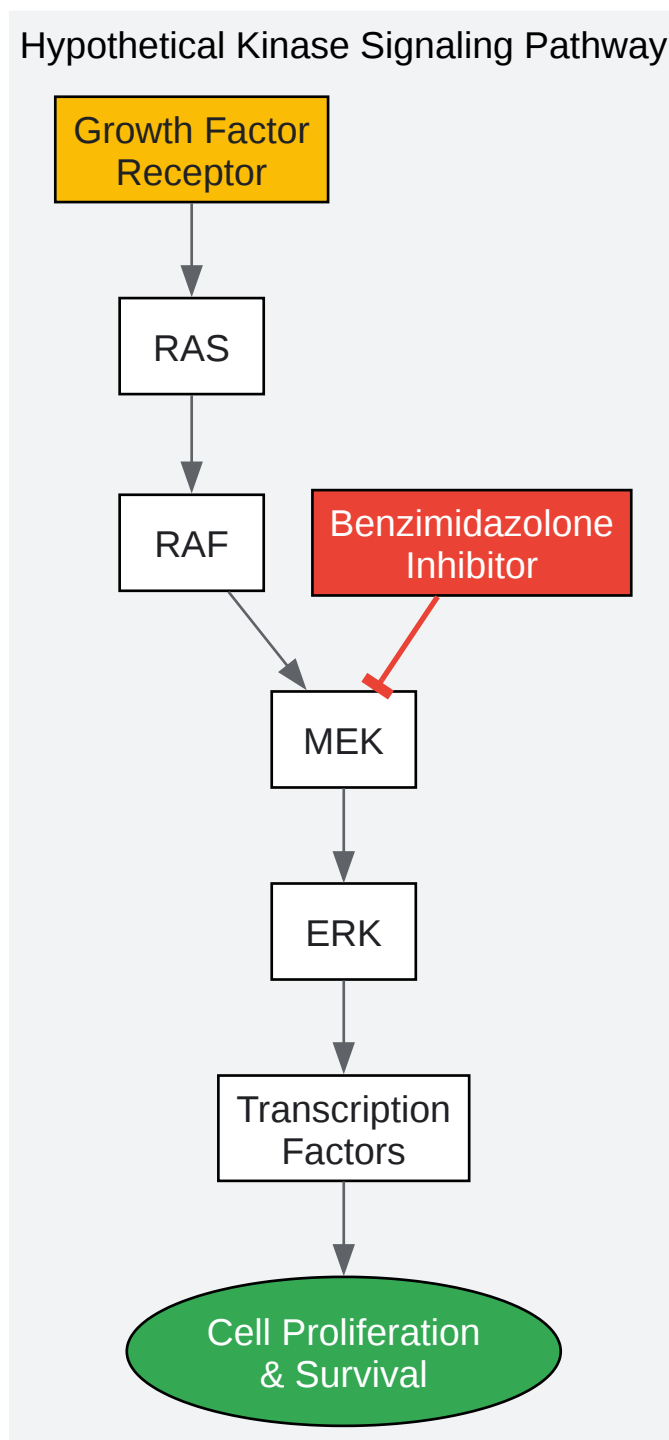 Hypothetical Kinase Signaling Pathway
Growth Factor
Receptor
RAS
RAF
Benzimidazolone
Inhibitor
MEK
ERK
Transcription
Factors
Cell Proliferation
& Survival